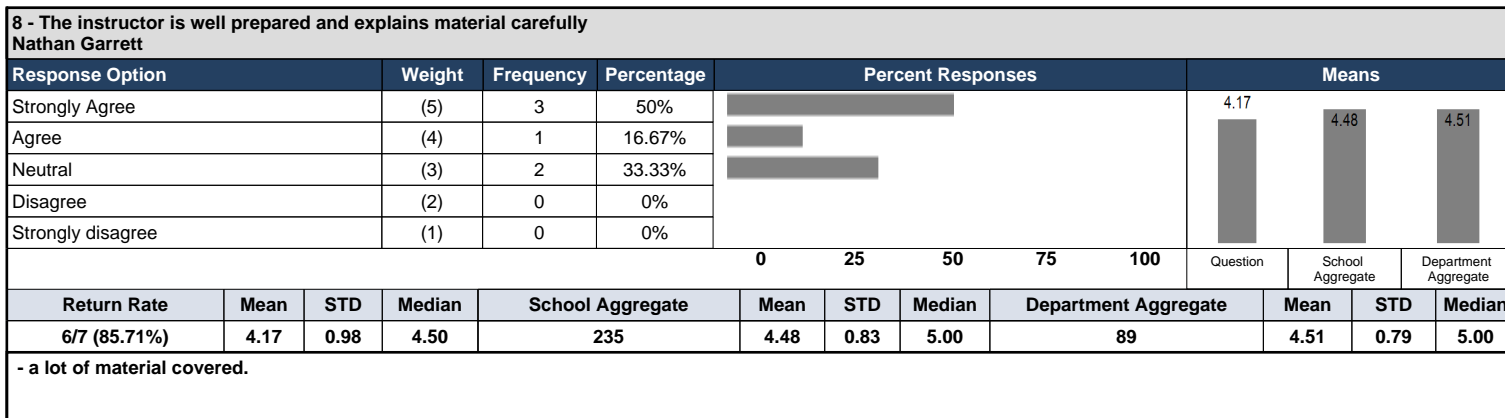 8 - The instructor is well prepared and explains material carefully
Nathan Garrett
Response Option Weight Frequency Percentage Percent Responses Means
Strongly Agree (5) 3 50%
Agree (4) 1 16.67%
Neutral (3) 2 33.33%
Disagree (2) 0 0%
Strongly disagree (1) 0 0%
4.17 4.48 4.51
0 25 50 75 100
Question School Aggregate Department Aggregate
Return Rate Mean STD Median School Aggregate Mean STD Median Department Aggregate Mean STD Median
6/7 (85.71%) 4.17 0.98 4.50 235 4.48 0.83 5.00 89 4.51 0.79 5.00
- a lot of material covered.